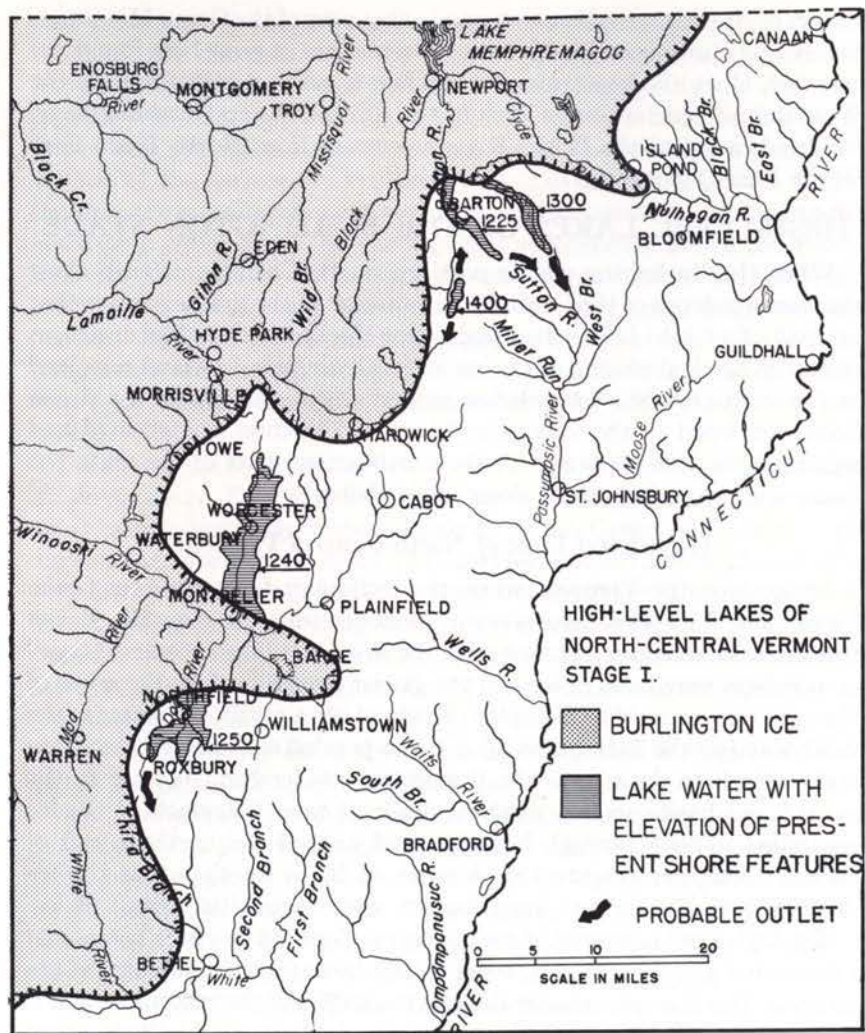 CANAAN
LAKE
MEMPHREMAGOG
ENOSBURG
FALLS
River
MONTGOMERY
TROY
Missisquoi
River
River
NEWPORT
Clyde
Black Br.
East Br.
RIVER
ISLAND
POND
Black Cr.
Barton R.
BARTON
1225
1300
Nulhegan R.
BLOOMFIELD
EDEN
Gihon R.
Wild Br.
Black
Lamoille
River
HYDE PARK
1400
Sutton R.
West Br.
Miller Run
GUILDHALL
MORRISVILLE
HARDWICK
STOWE
Passumpsic River
Moose River
ST. JOHNSBURY
CONNECTICUT
WORCESTER
CABOT
Winooski
River
WATERBURY
1240
MONTPELIER
PLAINFIELD
River
Mad
River
BARRE
Wells R.
NORTHFIELD
Dog
1250
WILLIAMSTOWN
WARREN
ROXBURY
Waits
River
South Br.
BRADFORD
Third Branch
Second Branch
First Branch
White
River
BETHEL
White
Ompompanusuc R.
RIVER
HIGH-LEVEL LAKES OF
NORTH-CENTRAL VERMONT
STAGE I.
BURLINGTON ICE
LAKE WATER WITH
ELEVATION OF PRES-
ENT SHORE FEATURES
PROBABLE OUTLET
0 5 10 20
SCALE IN MILES